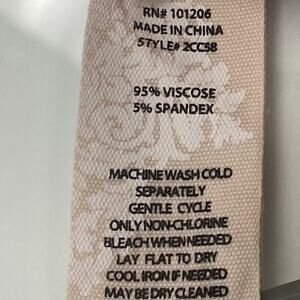 RN# 101206
MADE IN CHINA
STYLE# 2CC58
95% VISCOSE
5% SPANDEX
MACHINE WASH COLD
SEPARATELY
GENTLE CYCLE
ONLY NON-CHLORINE
BLEACH WHEN NEEDED
LAY FLAT TO DRY
COOL IRON IF NEEDED
MAY BE DRY CLEANED